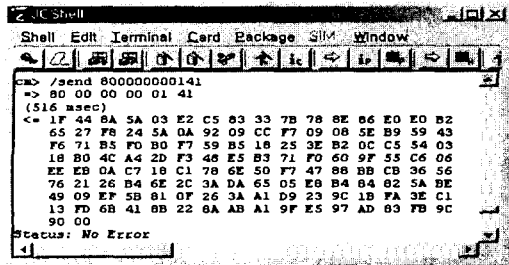 JCShell
Shell Edit Terminal Card Package SIM Window
cm> /send 800000000141
=> 80 00 00 00 01 41
(516 msec)
<= 1F 44 8A 5A 03 E2 C5 83 33 7B 78 8E 86 E0 E0 B2
65 27 F8 24 5A 0A 92 09 CC F7 09 08 5E B9 59 43
F6 71 B5 F0 B0 F7 59 B5 18 25 3E B2 0C C5 54 03
18 B0 4C A4 2D F3 48 E5 B3 71 F0 60 9F 55 C6 06
EE EB 0A C7 18 C1 78 6E 50 F7 47 88 BB CB 36 56
76 21 26 B4 6E 2C 3A DA 65 05 E8 B4 84 82 5A BE
49 09 EF 5B 81 0F 26 3A A1 D9 23 9C 1B FA 3E C1
13 FD 6B 41 8B 22 8A AB A1 9F E5 97 AD 83 FB 9C
90 00
Status: No Error